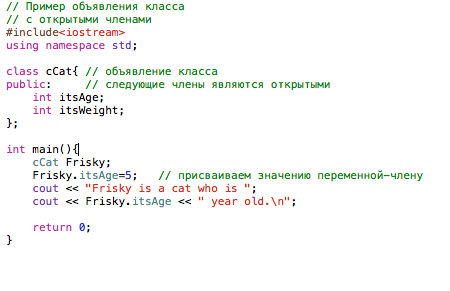 // Пример объявления класса
// с открытыми членами
#include<iostream>
using namespace std;
class cCat{ // объявление класса
public:     // следующие члены являются открытыми
    int itsAge;
    int itsWeight;
};
int main(){
    cCat Frisky;
    Frisky.itsAge=5;   // присваиваем значению переменной-члену
    cout << "Frisky is a cat who is ";
    cout << Frisky.itsAge << " year old.\n";
    return 0;
}